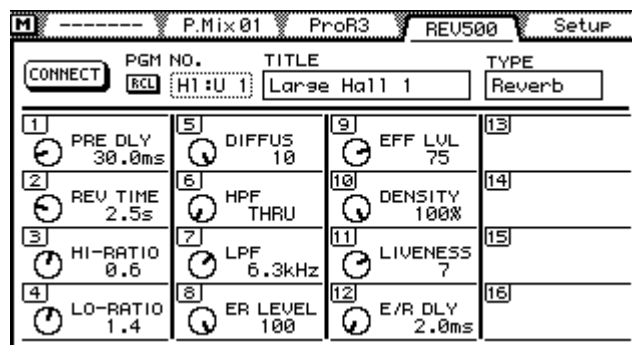 M ------- P.Mix01 ProR3 REV500 Setup
CONNECT PGM NO. TITLE TYPE
RCL H1:U 1 Large Hall 1 Reverb
1 PRE DLY 30.0ms
2 REV TIME 2.5s
3 HI-RATIO 0.6
4 LO-RATIO 1.4
5 DIFFUS 10
6 HPF THRU
7 LPF 6.3kHz
8 ER LEVEL 100
9 EFF LVL 75
10 DENSITY 100%
11 LIVENESS 7
12 E/R DLY 2.0ms
13
14
15
16